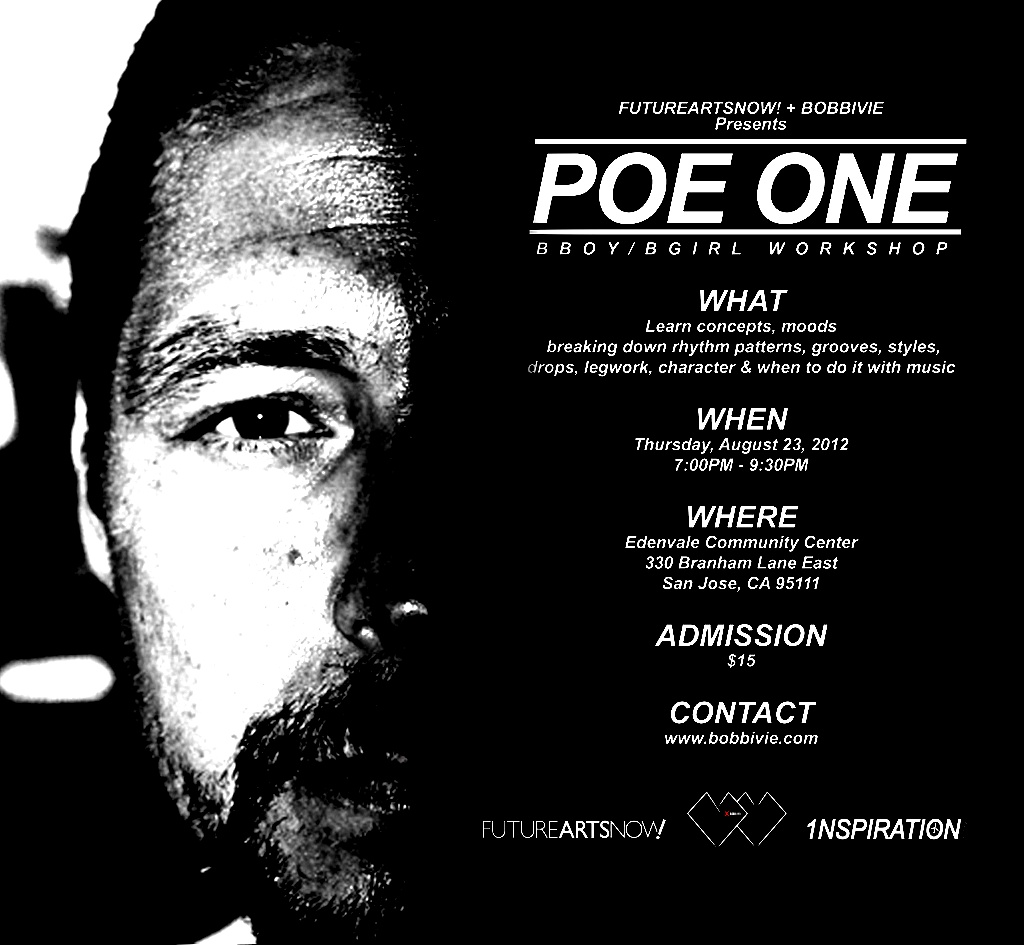 FUTUREARTSNOW! + BOBBIVIE
Presents
POE ONE
BBOY/BGIRL WORKSHOP
WHAT
Learn concepts, moods
breaking down rhythm patterns, grooves, styles,
drops, legwork, character & when to do it with music
WHEN
Thursday, August 23, 2012
7:00PM - 9:30PM
WHERE
Edenvale Community Center
330 Branham Lane East
San Jose, CA 95111
ADMISSION
$15
CONTACT
www.bobbivie.com
FUTUREARTSNOW!
1NSPIRATION